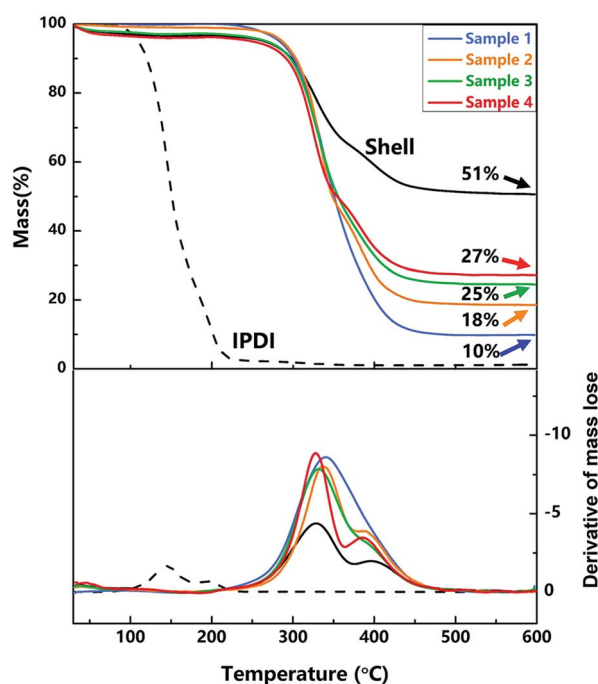 100
80
60
40
20
0
Mass(%)
Sample 1
Sample 2
Sample 3
Sample 4
Shell
51%
27%
25%
18%
10%
IPDI
-10
-5
0
Derivative of mass lose
100 200 300 400 500 600
Temperature (°C)